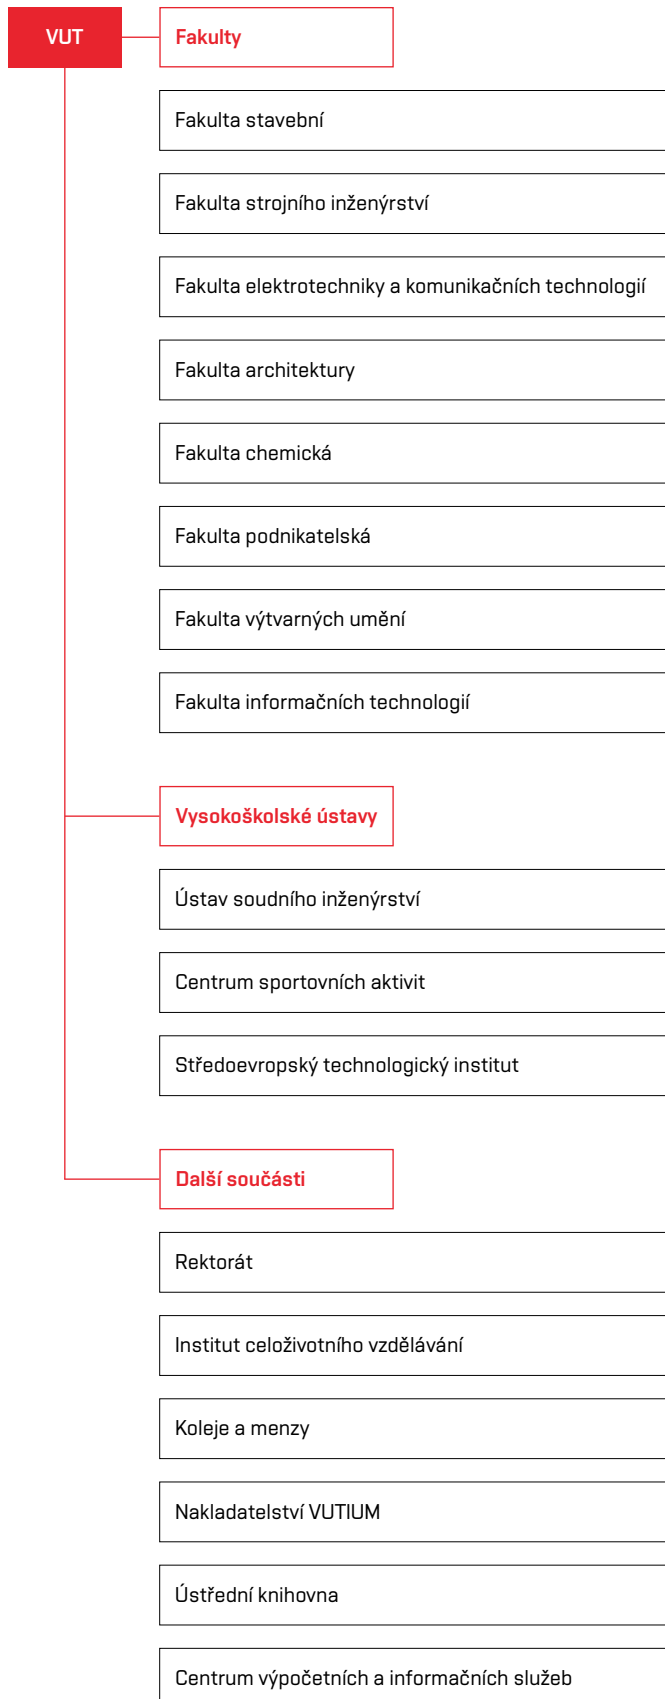 VUT
Fakulty
Fakulta stavební
Fakulta strojního inženýrství
Fakulta elektrotechniky a komunikačních technologií
Fakulta architektury
Fakulta chemická
Fakulta podnikatelská
Fakulta výtvarných umění
Fakulta informačních technologií
Vysokoškolské ústavy
Ústav soudního inženýrství
Centrum sportovních aktivit
Středoevropský technologický institut
Další součásti
Rektorát
Institut celoživotního vzdělávání
Koleje a menzy
Nakladatelství VUTIUM
Ústřední knihovna
Centrum výpočetních a informačních služeb